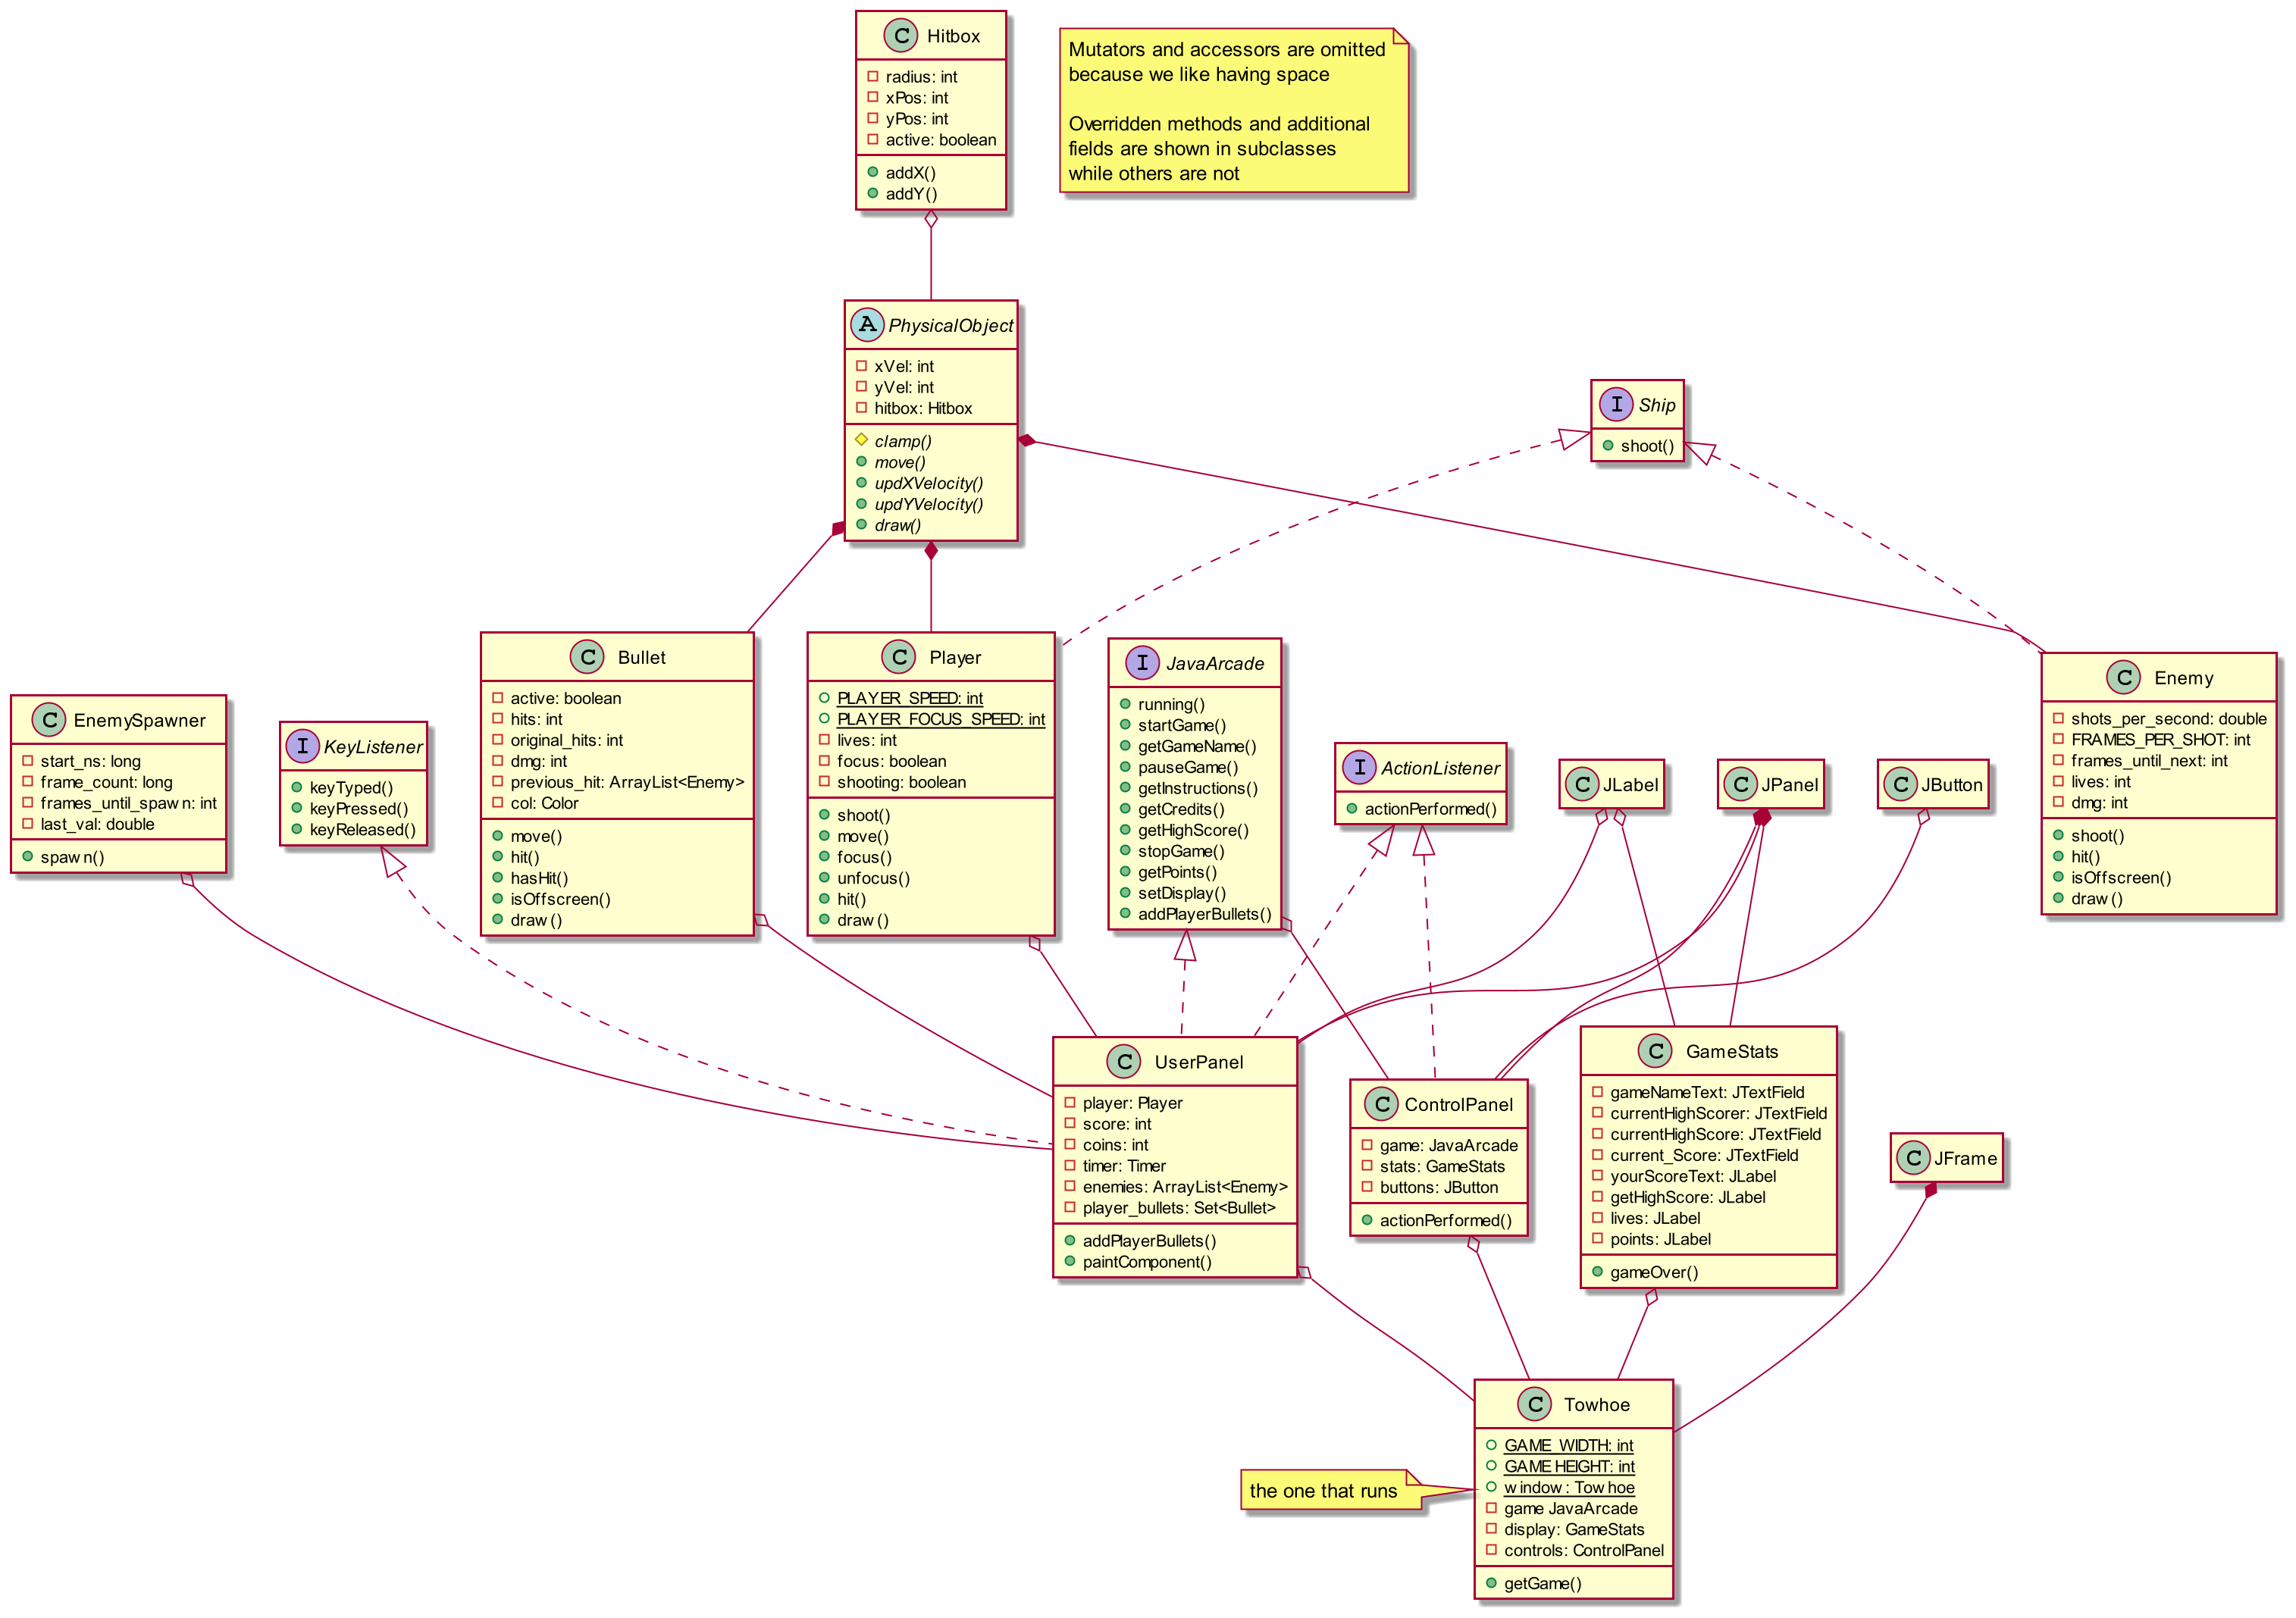 C Hitbox
radius: int
xPos: int
yPos: int
active: boolean
addX()
addY()
Mutators and accessors are omitted
because we like having space
Overridden methods and additional
fields are shown in subclasses
while others are not
A PhysicalObject
xVel: int
yVel: int
hitbox: Hitbox
clamp()
move()
updXVelocity()
updYVelocity()
draw()
I Ship
shoot()
C EnemySpawner
start_ns: long
frame_count: long
frames_until_spawn: int
last_val: double
spawn()
I KeyListener
keyTyped()
keyPressed()
keyReleased()
C Bullet
active: boolean
hits: int
original_hits: int
dmg: int
previous_hit: ArrayList<Enemy>
col: Color
move()
hit()
hasHit()
isOffscreen()
draw()
C Player
PLAYER_SPEED: int
PLAYER_FOCUS_SPEED: int
lives: int
focus: boolean
shooting: boolean
shoot()
move()
focus()
unfocus()
hit()
draw()
I JavaArcade
running()
startGame()
getGameName()
pauseGame()
getInstructions()
getCredits()
getHighScore()
stopGame()
getPoints()
setDisplay()
addPlayerBullets()
I ActionListener
actionPerformed()
C JLabel
C JPanel
C JButton
C Enemy
shots_per_second: double
FRAMES_PER_SHOT: int
frames_until_next: int
lives: int
dmg: int
shoot()
hit()
isOffscreen()
draw()
C UserPanel
player: Player
score: int
coins: int
timer: Timer
enemies: ArrayList<Enemy>
player_bullets: Set<Bullet>
addPlayerBullets()
paintComponent()
C ControlPanel
game: JavaArcade
stats: GameStats
buttons: JButton
actionPerformed()
C GameStats
gameNameText: JTextField
currentHighScorer: JTextField
currentHighScore: JTextField
current_Score: JTextField
yourScoreText: JLabel
getHighScore: JLabel
lives: JLabel
points: JLabel
gameOver()
C JFrame
the one that runs
C Towhoe
GAME_WIDTH: int
GAME HEIGHT: int
window: Towhoe
game JavaArcade
display: GameStats
controls: ControlPanel
getGame()